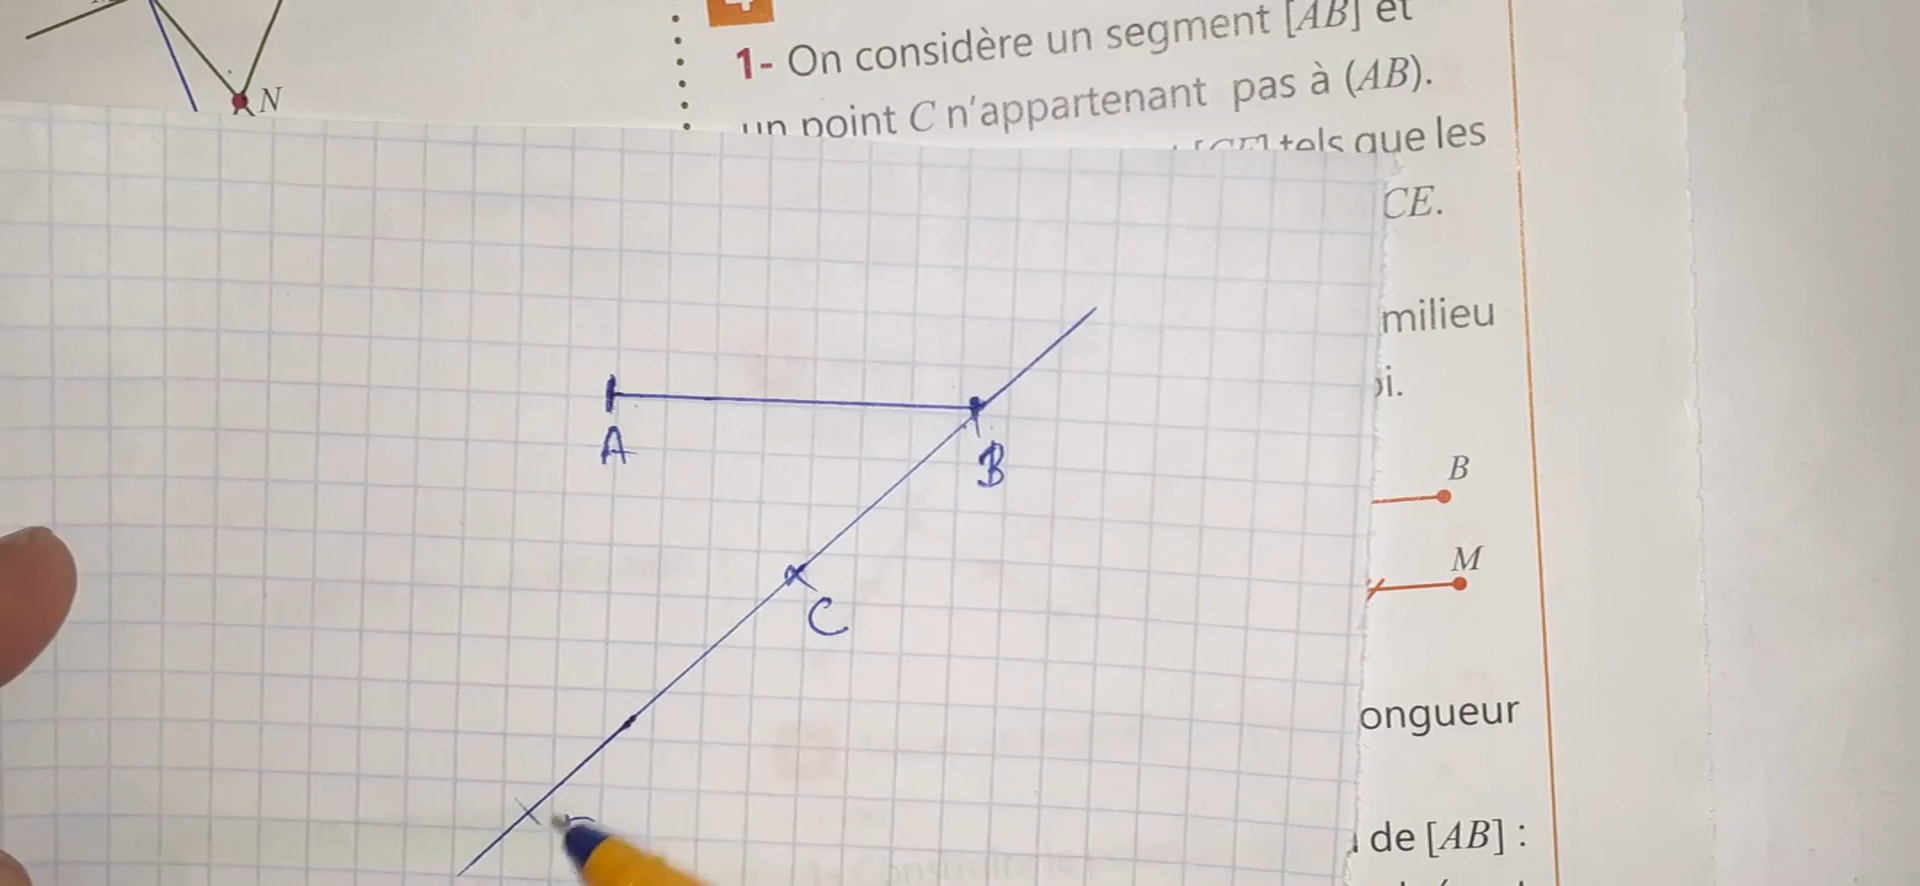 N
4
1- On considère un segment [AB] et
un point C n'appartenant pas à (AB).
tels que les
CE.
milieu
A
B
B
M
C
ongueur
de [AB] :